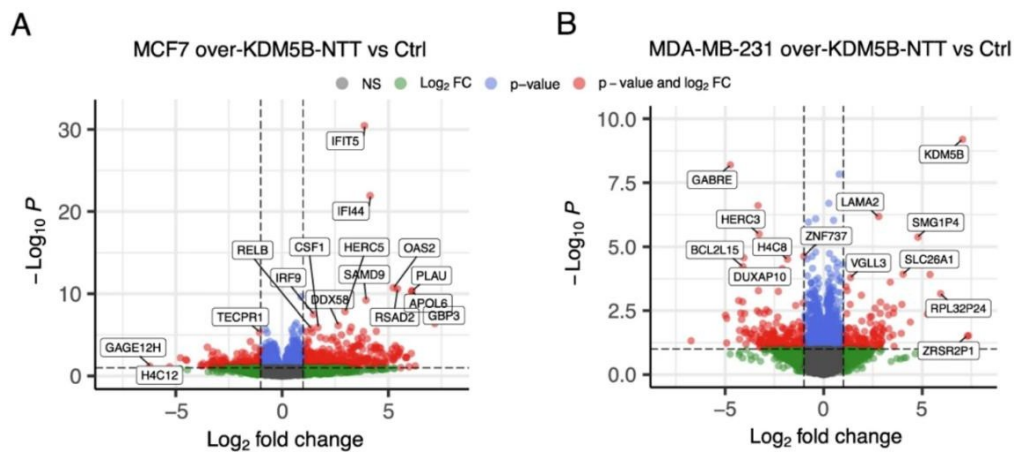 A
B
MCF7 over-KDM5B-NTT vs Ctrl
MDA-MB-231 over-KDM5B-NTT vs Ctrl
NS Log₂ FC p-value p – value and log₂ FC
−Log₁₀ P
30
20
10
0
IFIT5
IFI44
RELB
CSF1
HERC5
OAS2
IRF9
SAMD9
PLAU
DDX58
APOL6
TECPR1
RSAD2
GBP3
GAGE12H
H4C12
−5
0
5
Log₂ fold change
−Log₁₀ P
10.0
7.5
5.0
2.5
0.0
KDM5B
GABRE
LAMA2
HERC3
SMG1P4
ZNF737
BCL2L15
H4C8
VGLL3
SLC26A1
DUXAP10
RPL32P24
ZRSR2P1
−5
0
5
Log₂ fold change